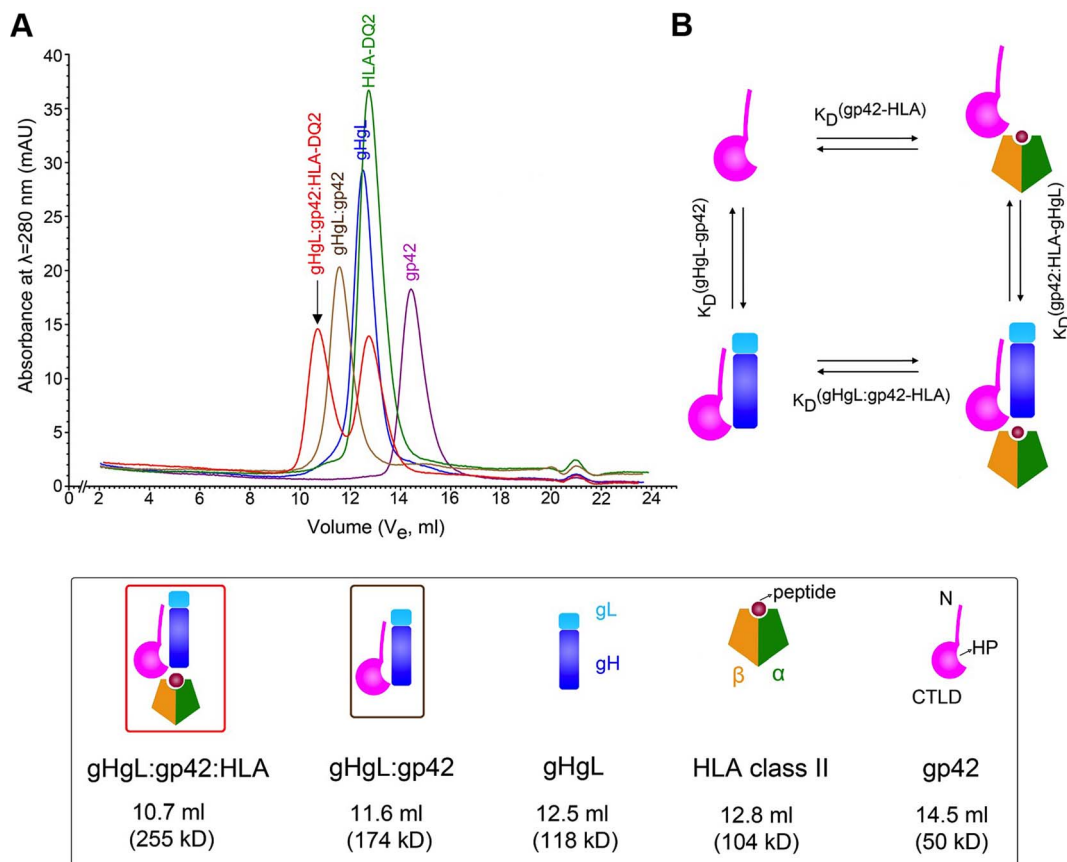 A
B
Absorbance at λ=280 nm (mAU)
40
35
30
25
20
15
10
5
0
0 2 4 6 8 10 12 14 16 18 20 22 24
Volume (Ve, ml)
gHgL:gp42:HLA-DQ2
gHgL:gp42
gHgL
HLA-DQ2
gp42
KD(gp42-HLA)
KD(gHgL-gp42)
KD(gp42:HLA-gHgL)
KD(gHgL:gp42-HLA)
gL
gH
peptide
β α
N
HP
CTLD
gHgL:gp42:HLA gHgL:gp42 gHgL HLA class II gp42
10.7 ml 11.6 ml 12.5 ml 12.8 ml 14.5 ml
(255 kD) (174 kD) (118 kD) (104 kD) (50 kD)